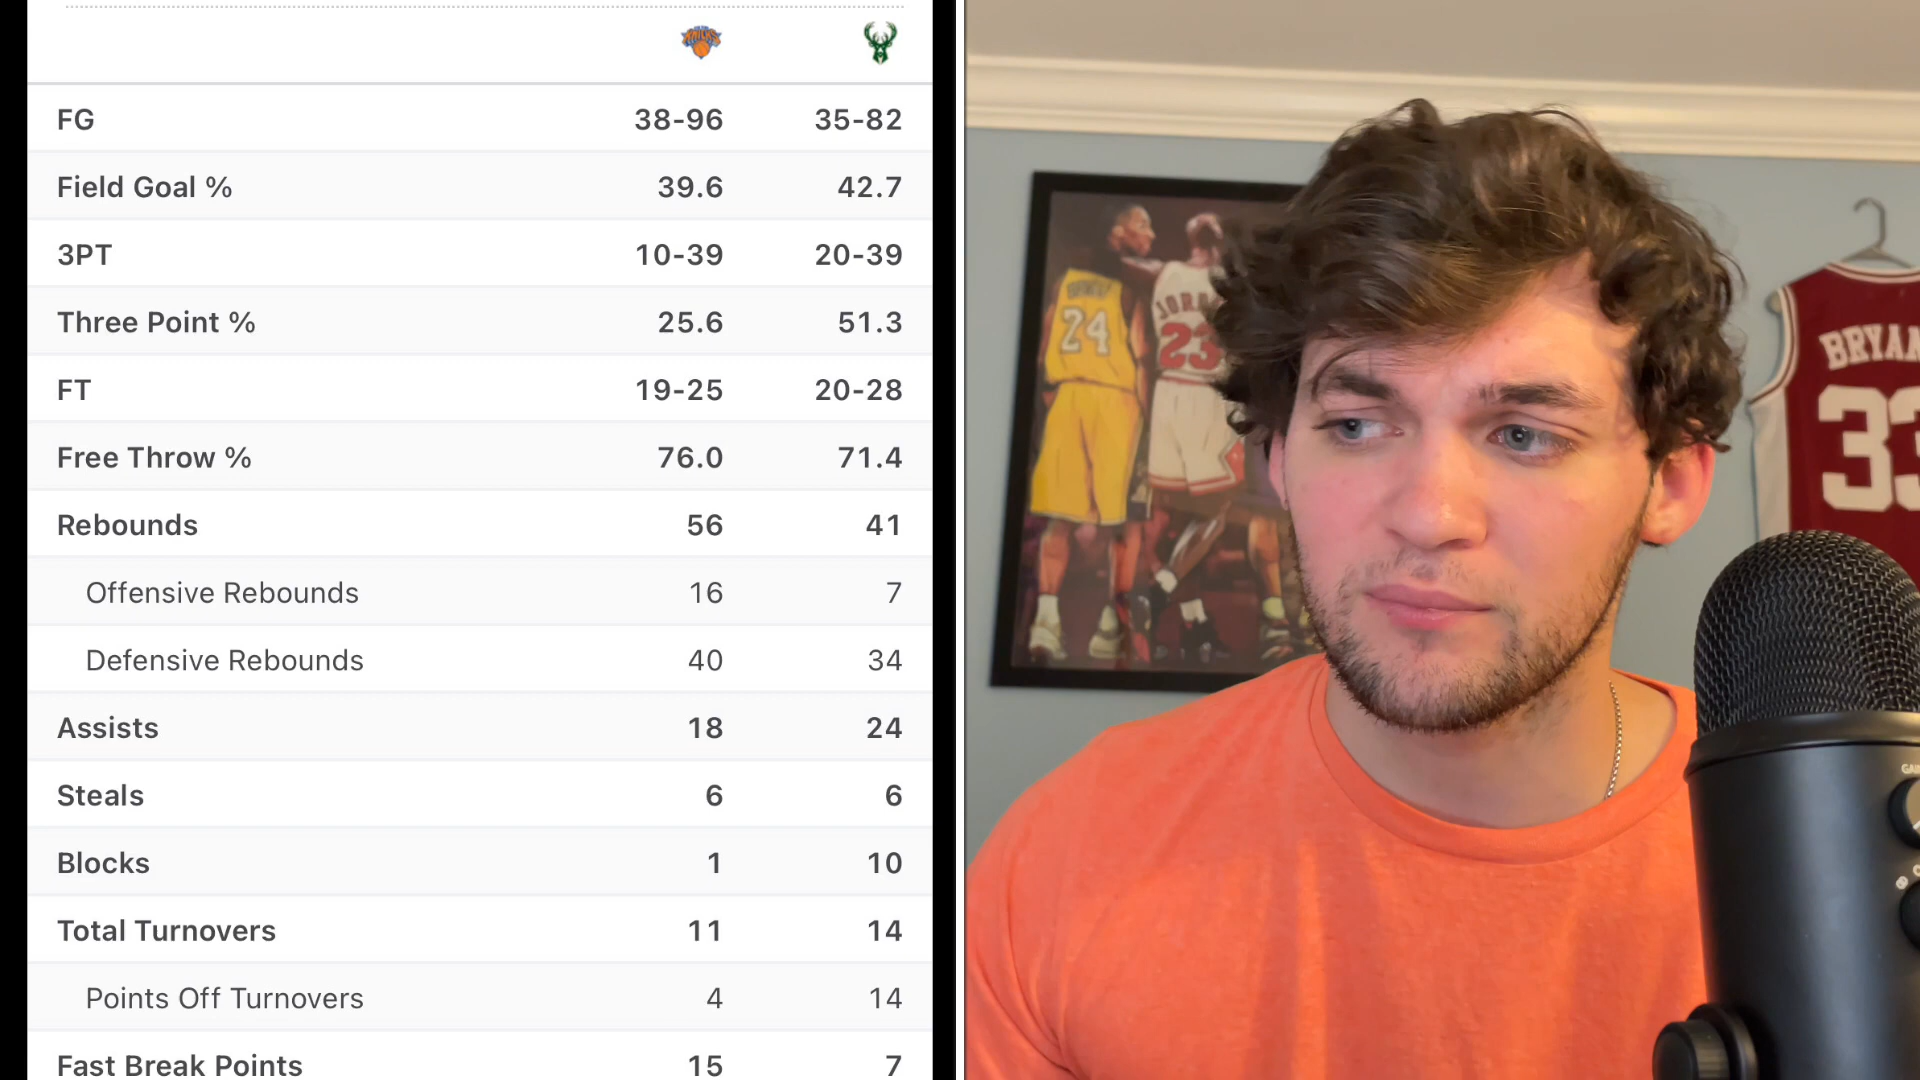 KNICKS
FG 38-96 35-82
Field Goal % 39.6 42.7
3PT 10-39 20-39
Three Point % 25.6 51.3
FT 19-25 20-28
Free Throw % 76.0 71.4
Rebounds 56 41
Offensive Rebounds 16 7
Defensive Rebounds 40 34
Assists 18 24
Steals 6 6
Blocks 1 10
Total Turnovers 11 14
Points Off Turnovers 4 14
Fast Break Points 15 7
24
JORD
23
BRYAN
33
GAI